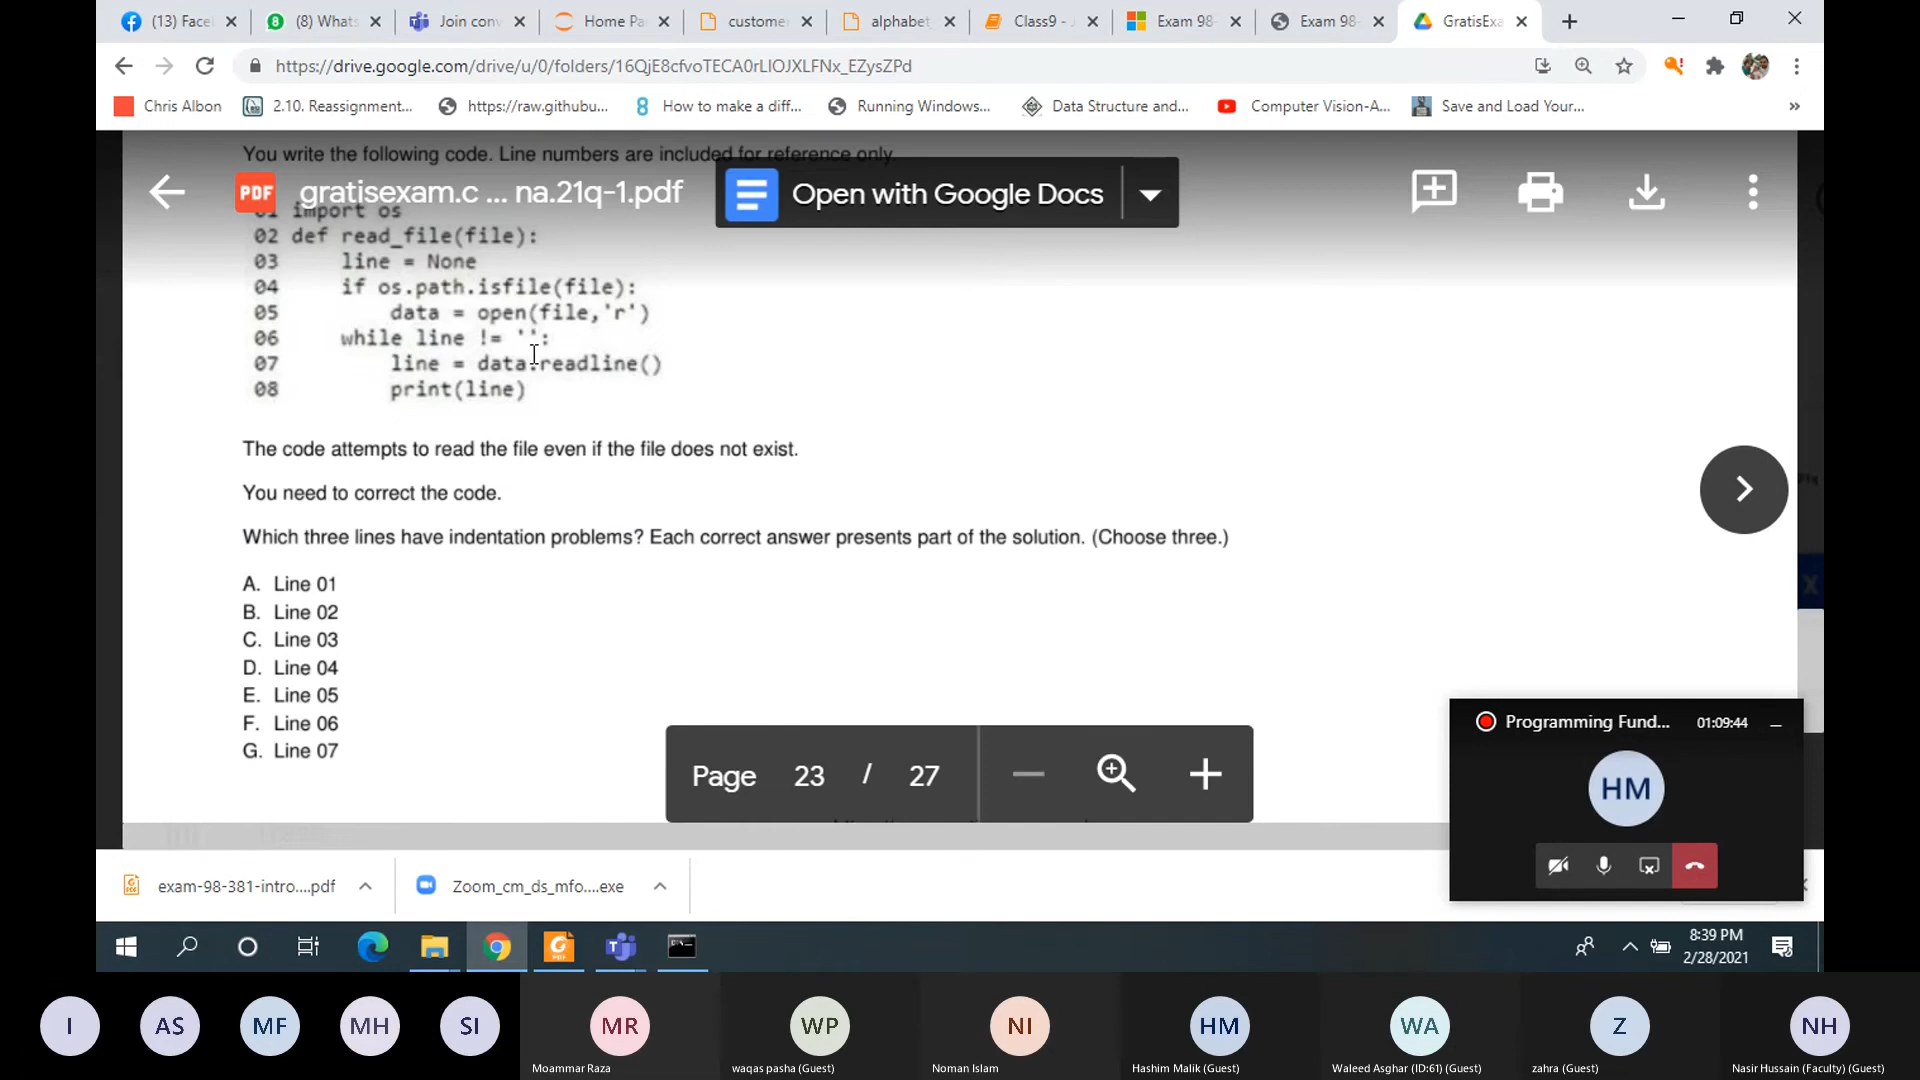 (13) Facel
(8) Whats
Join conv
Home Pa
custome
alphabet
Class9 - J
Exam 98-
Exam 98-
GratisExa
https://drive.google.com/drive/u/0/folders/16QjE8cfvoTECA0rLIOJXLFNx_EZysZPd
Chris Albon
2.10. Reassignment...
https://raw.githubu...
How to make a diff...
Running Windows...
Data Structure and...
Computer Vision-A...
Save and Load Your...
»
You write the following code. Line numbers are included for reference only.
PDF gratisexam.c ... na.21q-1.pdf
Open with Google Docs
01 import os
02 def read_file(file):
03 line = None
04 if os.path.isfile(file):
05 data = open(file,'r')
06 while line != '':
07 line = data.readline()
08 print(line)
The code attempts to read the file even if the file does not exist.
You need to correct the code.
Which three lines have indentation problems? Each correct answer presents part of the solution. (Choose three.)
A. Line 01
B. Line 02
C. Line 03
D. Line 04
E. Line 05
F. Line 06
G. Line 07
Page 23 / 27
Programming Fund... 01:09:44
HM
exam-98-381-intro....pdf
Zoom_cm_ds_mfo....exe
8:39 PM
2/28/2021
I
AS
MF
MH
SI
MR
WP
NI
HM
WA
Z
NH
Moammar Raza
waqas pasha (Guest)
Noman Islam
Hashim Malik (Guest)
Waleed Asghar (ID:61) (Guest)
zahra (Guest)
Nasir Hussain (Faculty) (Guest)